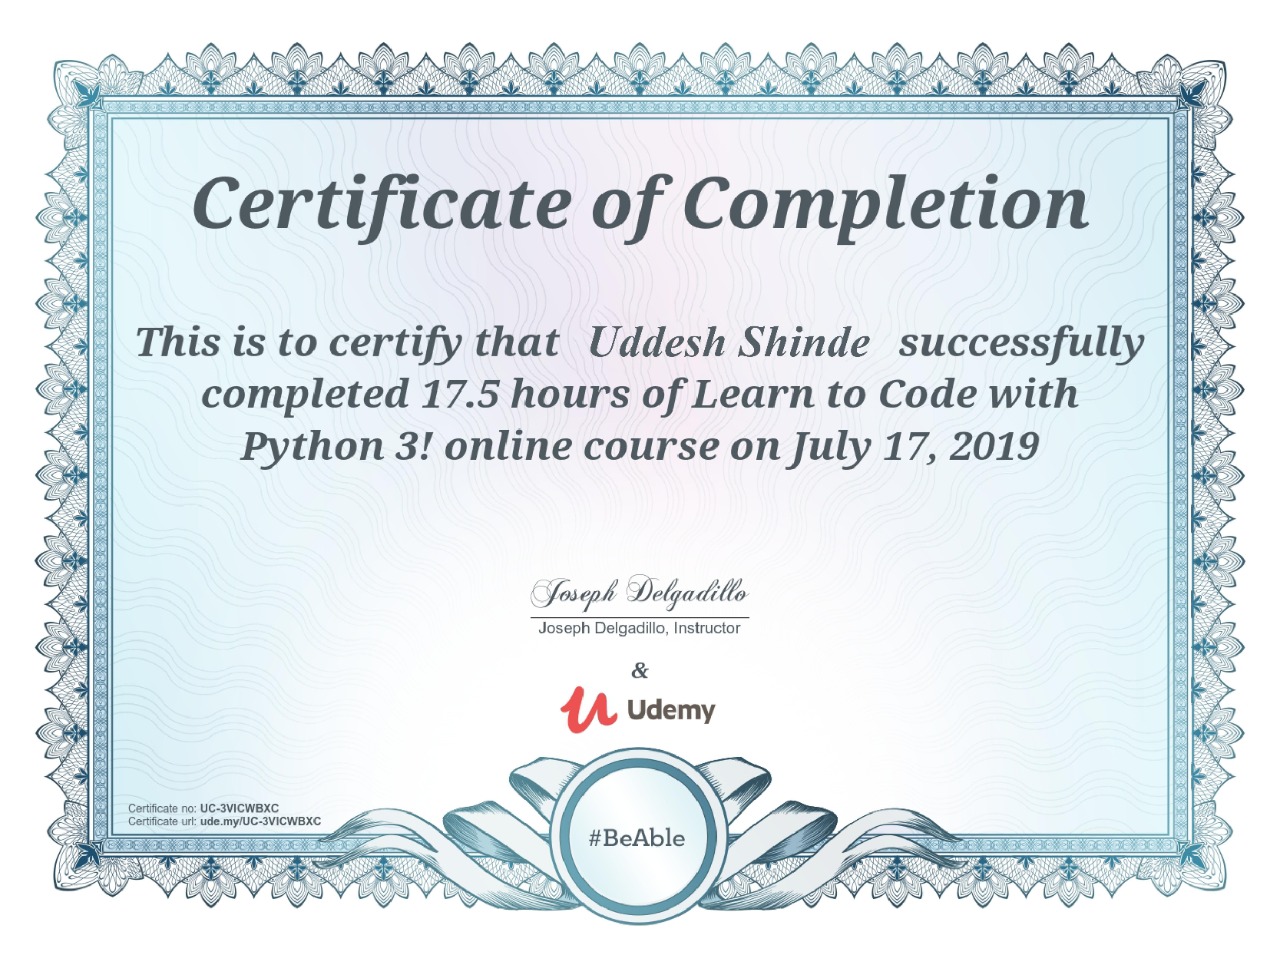 Certificate of Completion
This is to certify that Uddesh Shinde successfully
completed 17.5 hours of Learn to Code with
Python 3! online course on July 17, 2019
Joseph Delgadillo
Joseph Delgadillo, Instructor
&
Udemy
#BeAble
Certificate no: UC-3VICWBXC
Certificate url: ude.my/UC-3VICWBXC